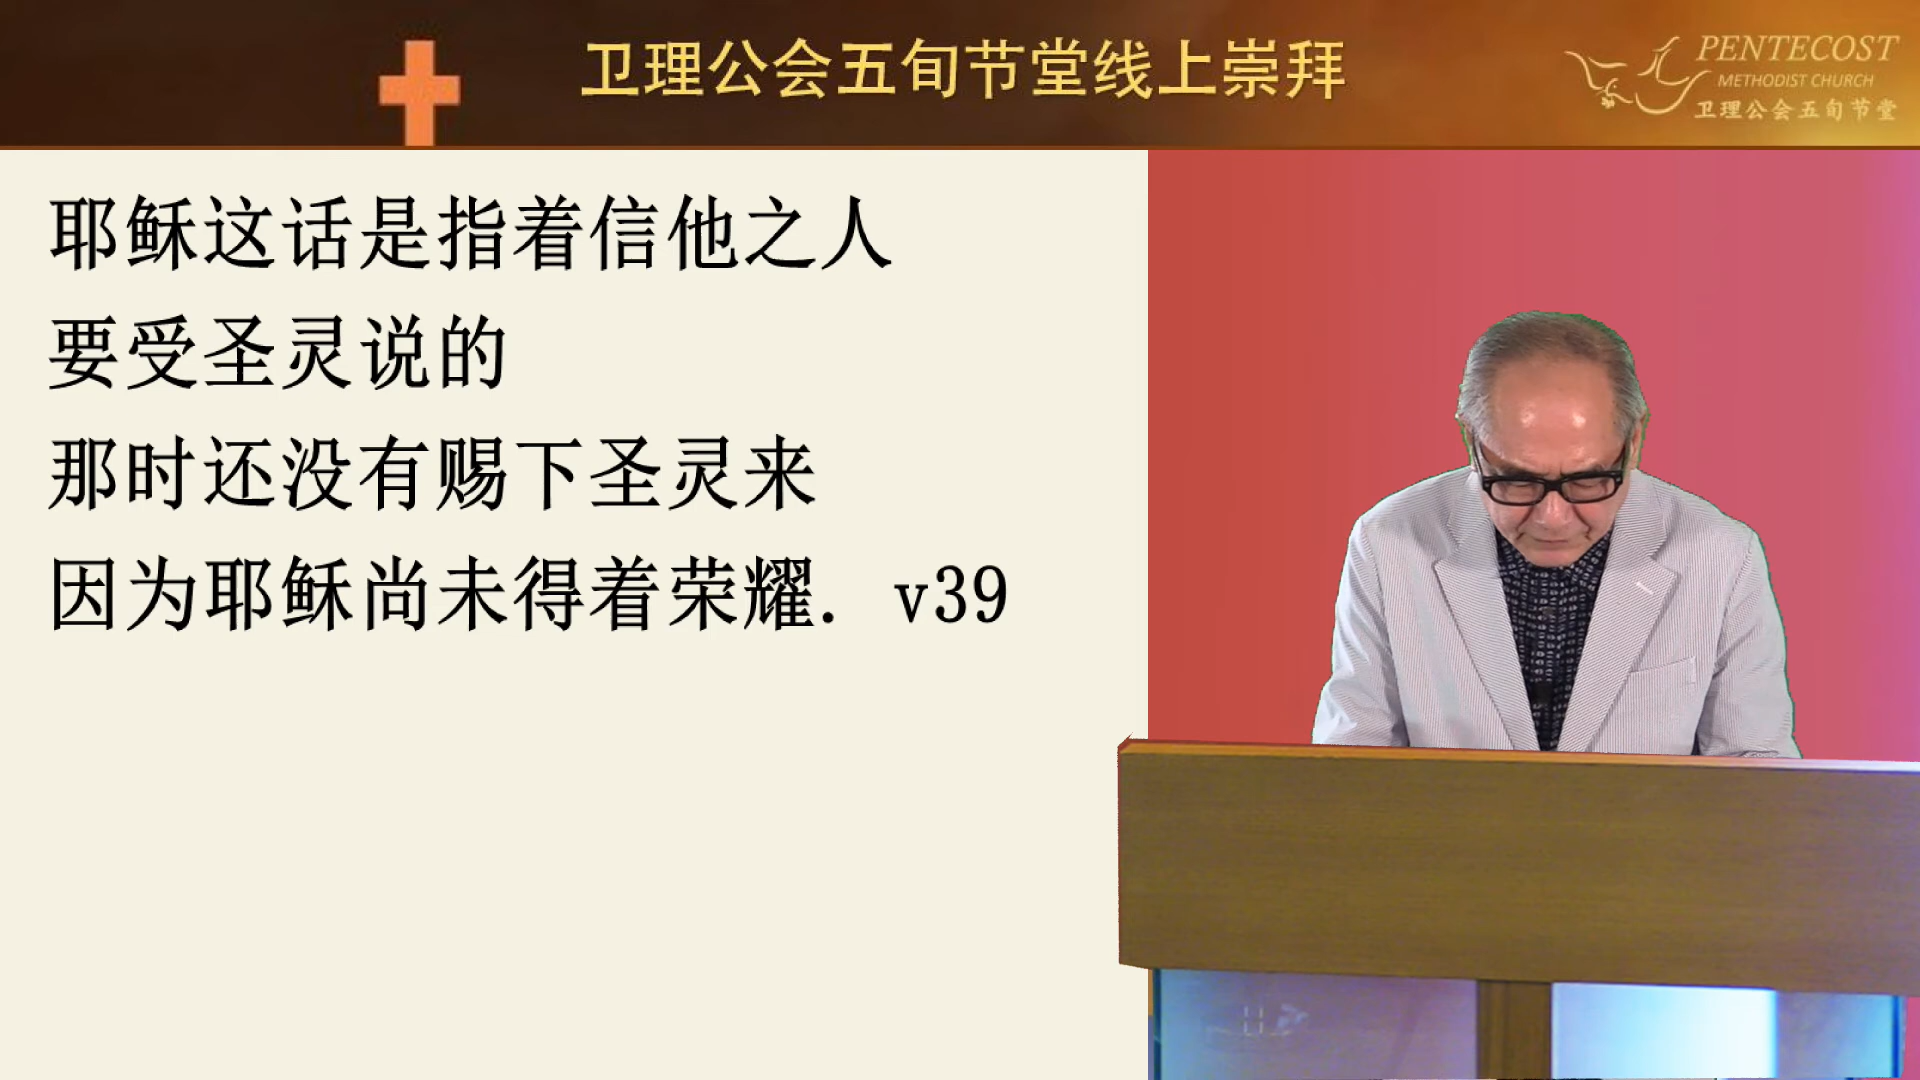 卫理公会五旬节堂线上崇拜
PENTECOST
METHODIST CHURCH
卫理公会五旬节堂
耶稣这话是指着信他之人
要受圣灵说的
那时还没有赐下圣灵来
因为耶稣尚未得着荣耀. v39